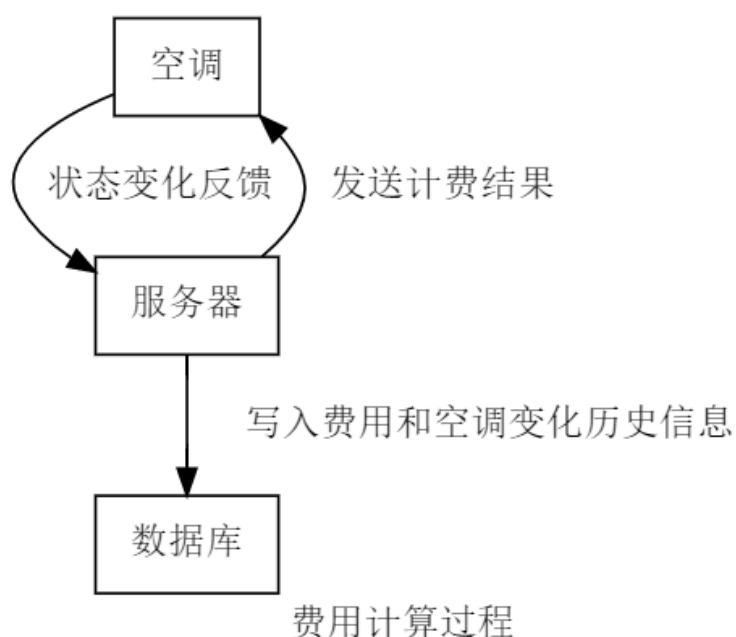 空调
状态变化反馈
发送计费结果
服务器
写入费用和空调变化历史信息
数据库
费用计算过程